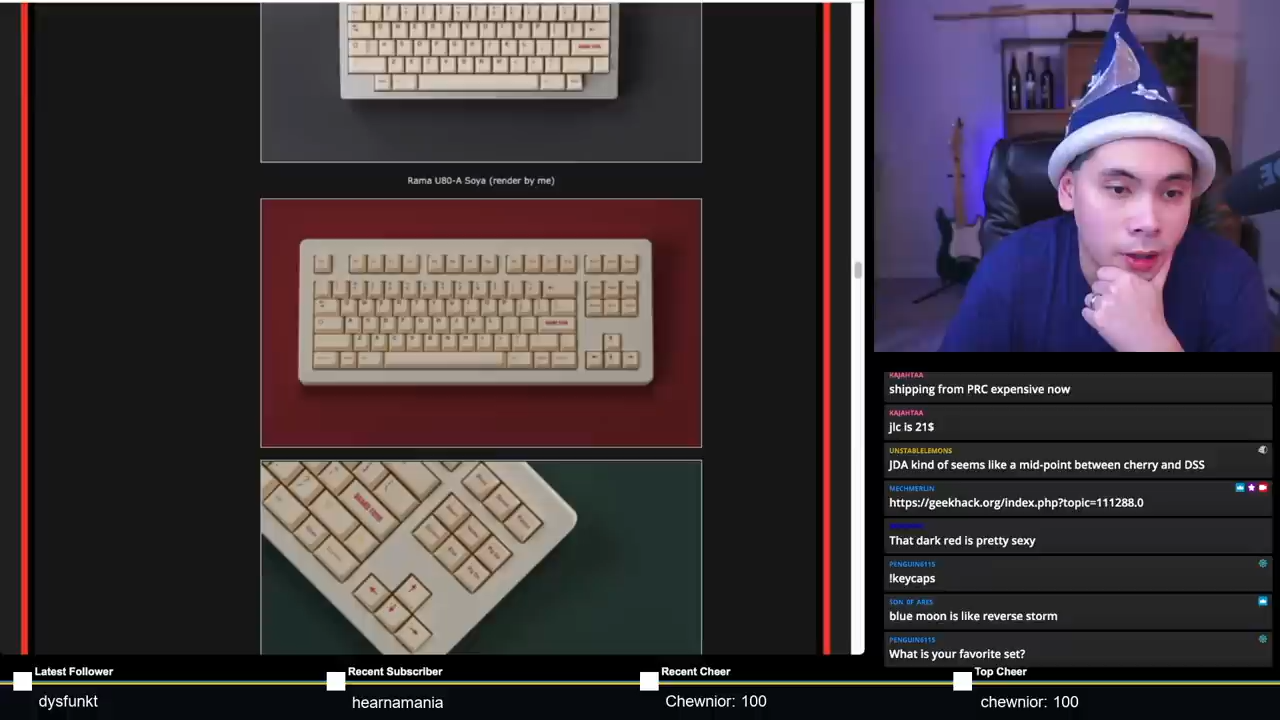 Rama U80-A Soya (render by me)
KAJAHTAA
shipping from PRC expensive now
KAJAHTAA
jlc is 21$
UNSTABLELEMONS
JDA kind of seems like a mid-point between cherry and DSS
MECHMERLIN
https://geekhack.org/index.php?topic=111288.0
That dark red is pretty sexy
PENGUIN6115
!keycaps
SON OF ARES
blue moon is like reverse storm
PENGUIN6115
What is your favorite set?
Latest Follower
dysfunkt
Recent Subscriber
hearnamania
Recent Cheer
Chewnior: 100
Top Cheer
chewnior: 100